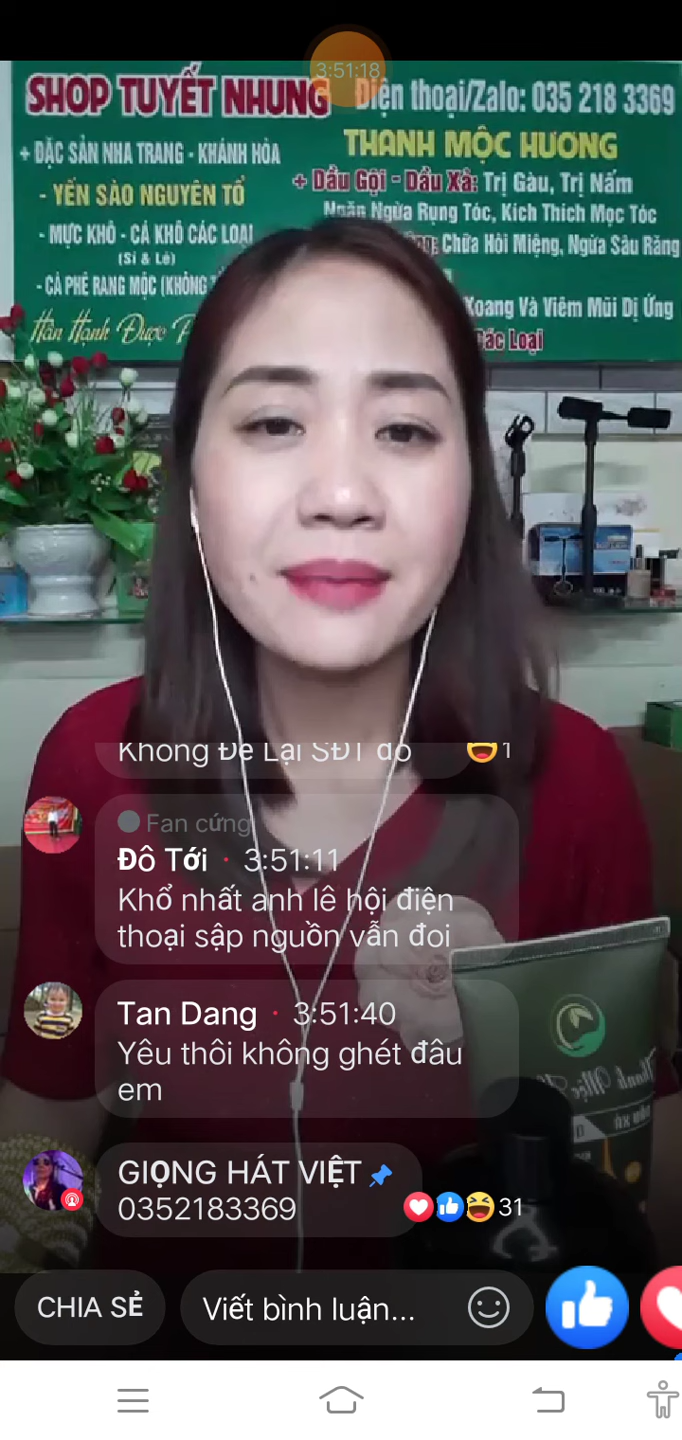 3:51:18
SHOP TUYẾT NHUNG
Điện thoại/Zalo: 035 218 3369
+ ĐẶC SẢN NHA TRANG - KHÁNH HÒA
- YẾN SÀO NGUYÊN TỔ
- MỰC KHÔ - CÁ KHÔ CÁC LOẠI
(Sỉ & Lẻ)
- CÀ PHÊ RANG MỘC (KHÔNG
Hân Hạnh Được
THANH MỘC HƯƠNG
+ Dầu Gội - Dầu Xả: Trị Gàu, Trị Nấm
Ngăn Ngừa Rụng Tóc, Kích Thích Mọc Tóc
Chữa Hôi Miệng, Ngừa Sâu Răng
Xoang Và Viêm Mũi Dị Ứng
Các Loại
Không Để Lại SĐT đó
1
Fan cứng
Đô Tới · 3:51:11
Khổ nhất anh lê hội điện
thoại sập nguồn vẫn đoi
Tan Dang · 3:51:40
Yêu thôi không ghét đâu
em
GIỌNG HÁT VIỆT
0352183369
31
CHIA SẺ
Viết bình luận...